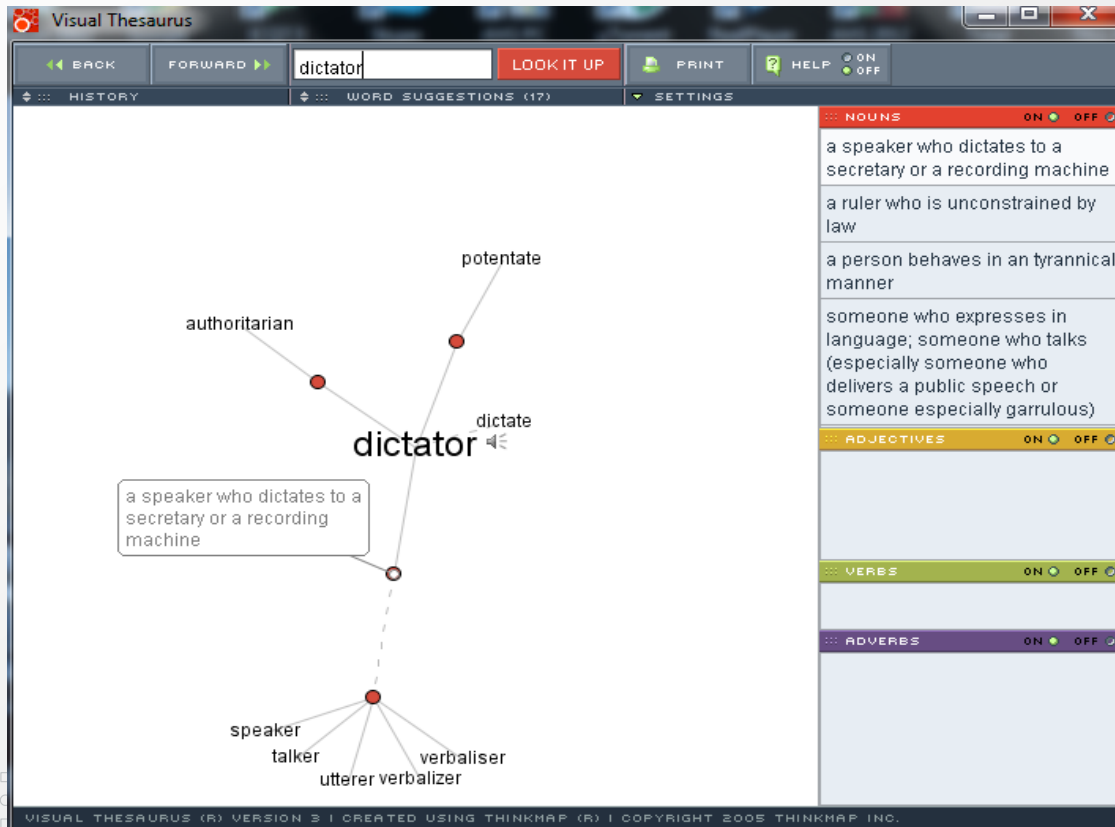 Visual Thesaurus
BACK
FORWARD
dictator
LOOK IT UP
PRINT
HELP
ON
OFF
HISTORY
WORD SUGGESTIONS (17)
SETTINGS
potentate
authoritarian
dictate
dictator
a speaker who dictates to a
secretary or a recording
machine
speaker
talker
utterer
verbalizer
verbaliser
NOUNS ON OFF
a speaker who dictates to a
secretary or a recording machine
a ruler who is unconstrained by
law
a person behaves in an tyrannical
manner
someone who expresses in
language; someone who talks
(especially someone who
delivers a public speech or
someone especially garrulous)
ADJECTIVES ON OFF
VERBS ON OFF
ADVERBS ON OFF
VISUAL THESAURUS (R) VERSION 3 | CREATED USING THINKMAP (R) | COPYRIGHT 2005 THINKMAP INC.